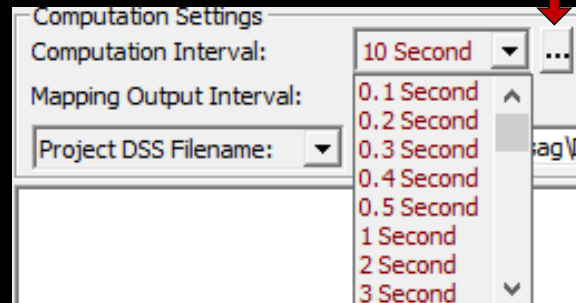 Computation Settings
Computation Interval:
10 Second
...
Mapping Output Interval:
0.1 Second
0.2 Second
Project DSS Filename:
0.3 Second
0.4 Second
0.5 Second
1 Second
2 Second
3 Second